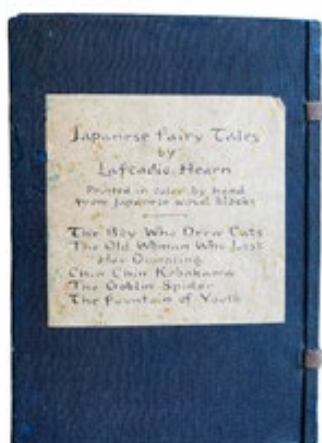 Japanese Fairy Tales
by
Lafcadio Hearn
Printed in color by hand
from Japanese wood blocks
The Boy Who Drew Cats
The Old Woman Who Lost
Her Dumpling
Chin Chin Kobakama
The Goblin Spider
The Fountain of Youth